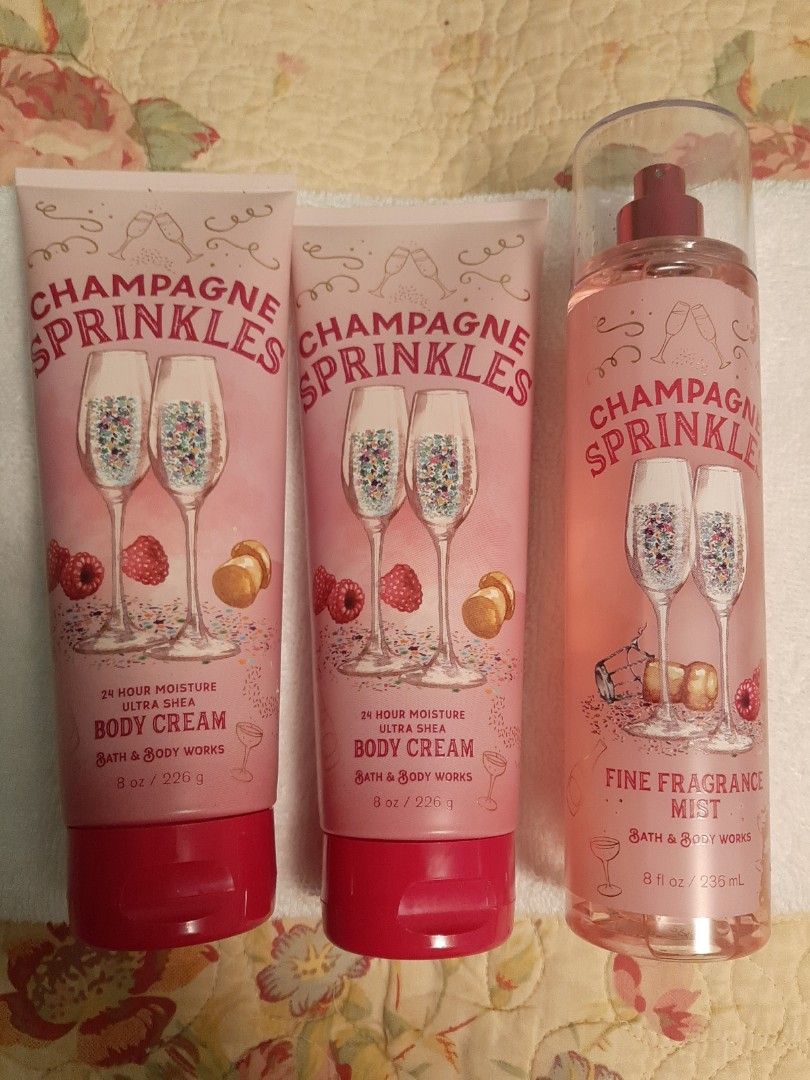 CHAMPAGNE
SPRINKLES
24 HOUR MOISTURE
ULTRA SHEA
BODY CREAM
BATH & BODY WORKS
8 oz / 226 g
CHAMPAGNE
SPRINKLES
24 HOUR MOISTURE
ULTRA SHEA
BODY CREAM
BATH & BODY WORKS
8 oz / 226 g
CHAMPAGNE
SPRINKLE
FINE FRAGRANCE
MIST
BATH & BODY WORKS
8 fl oz / 236 mL